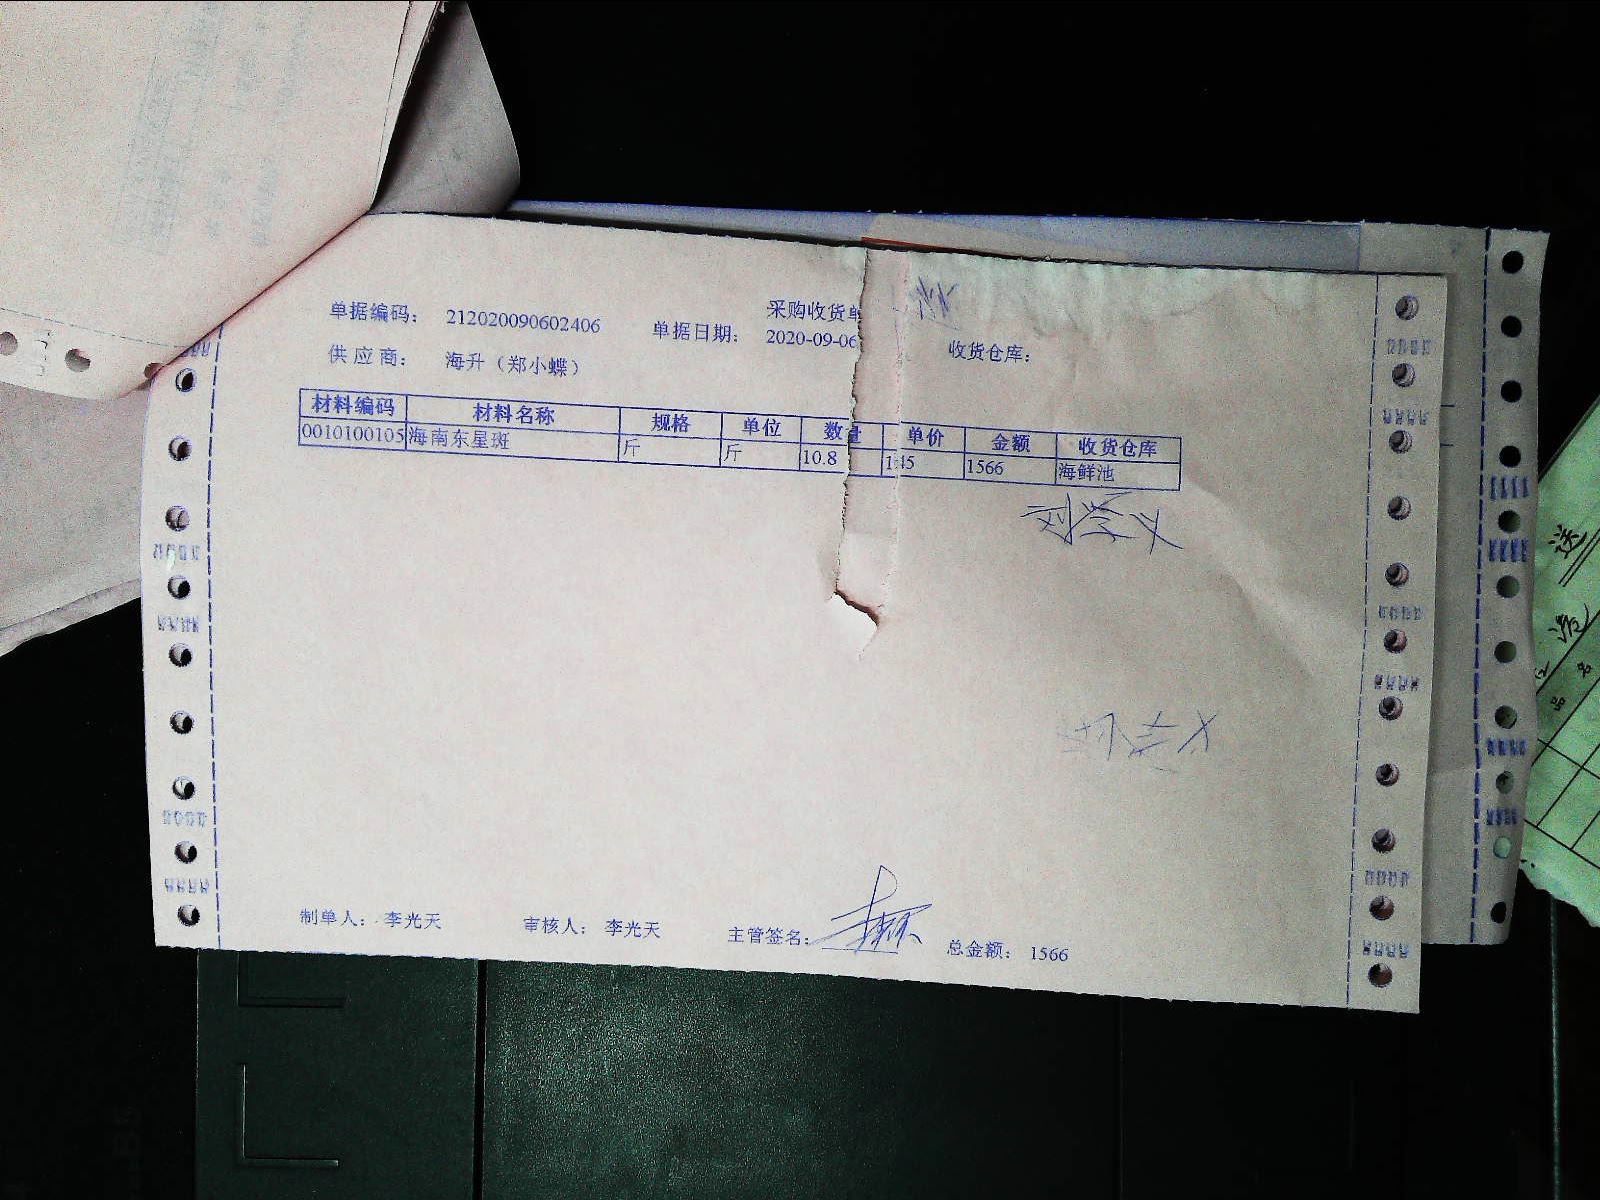 采购收货单
单据编码： 212020090602406 单据日期： 2020-09-06 收货仓库：
供 应 商： 海升（郑小蝶）
材料编码 材料名称 规格 单位 数量 单价 金额 收货仓库
0010100105 海南东星斑 斤 斤 10.8 145 1566 海鲜池
制单人： 李光天 审核人： 李光天 主管签名： 总金额： 1566
送